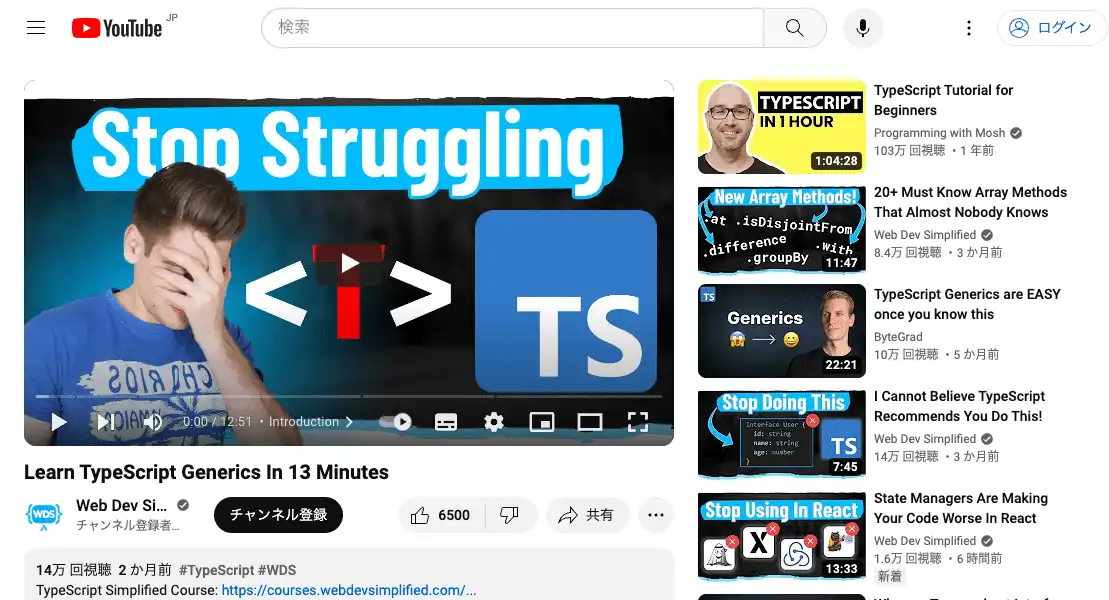 YouTube JP
検索
ログイン
Stop Struggling
< T >
TS
0:00 / 12:51 • Introduction >
Learn TypeScript Generics In 13 Minutes
WDS
Web Dev Si...
チャンネル登録者...
チャンネル登録
6500
共有
14万 回視聴 2 か月前 #TypeScript #WDS
TypeScript Simplified Course: https://courses.webdevsimplified.com/...
TYPESCRIPT
IN 1 HOUR
1:04:28
TypeScript Tutorial for
Beginners
Programming with Mosh
103万 回視聴 • 1 年前
New Array Methods!
.at .isDisjointFrom
.difference .with
.groupBy
11:47
20+ Must Know Array Methods
That Almost Nobody Knows
Web Dev Simplified
8.4万 回視聴 • 3 か月前
TS
Generics
22:21
TypeScript Generics are EASY
once you know this
ByteGrad
10万 回視聴 • 5 か月前
Stop Doing This
interface User {
id: string
name: string
age: number
}
TS
7:45
I Cannot Believe TypeScript
Recommends You Do This!
Web Dev Simplified
14万 回視聴 • 3 か月前
Stop Using In React
X
13:33
State Managers Are Making
Your Code Worse In React
Web Dev Simplified
1.6万 回視聴 • 6 時間前
新着